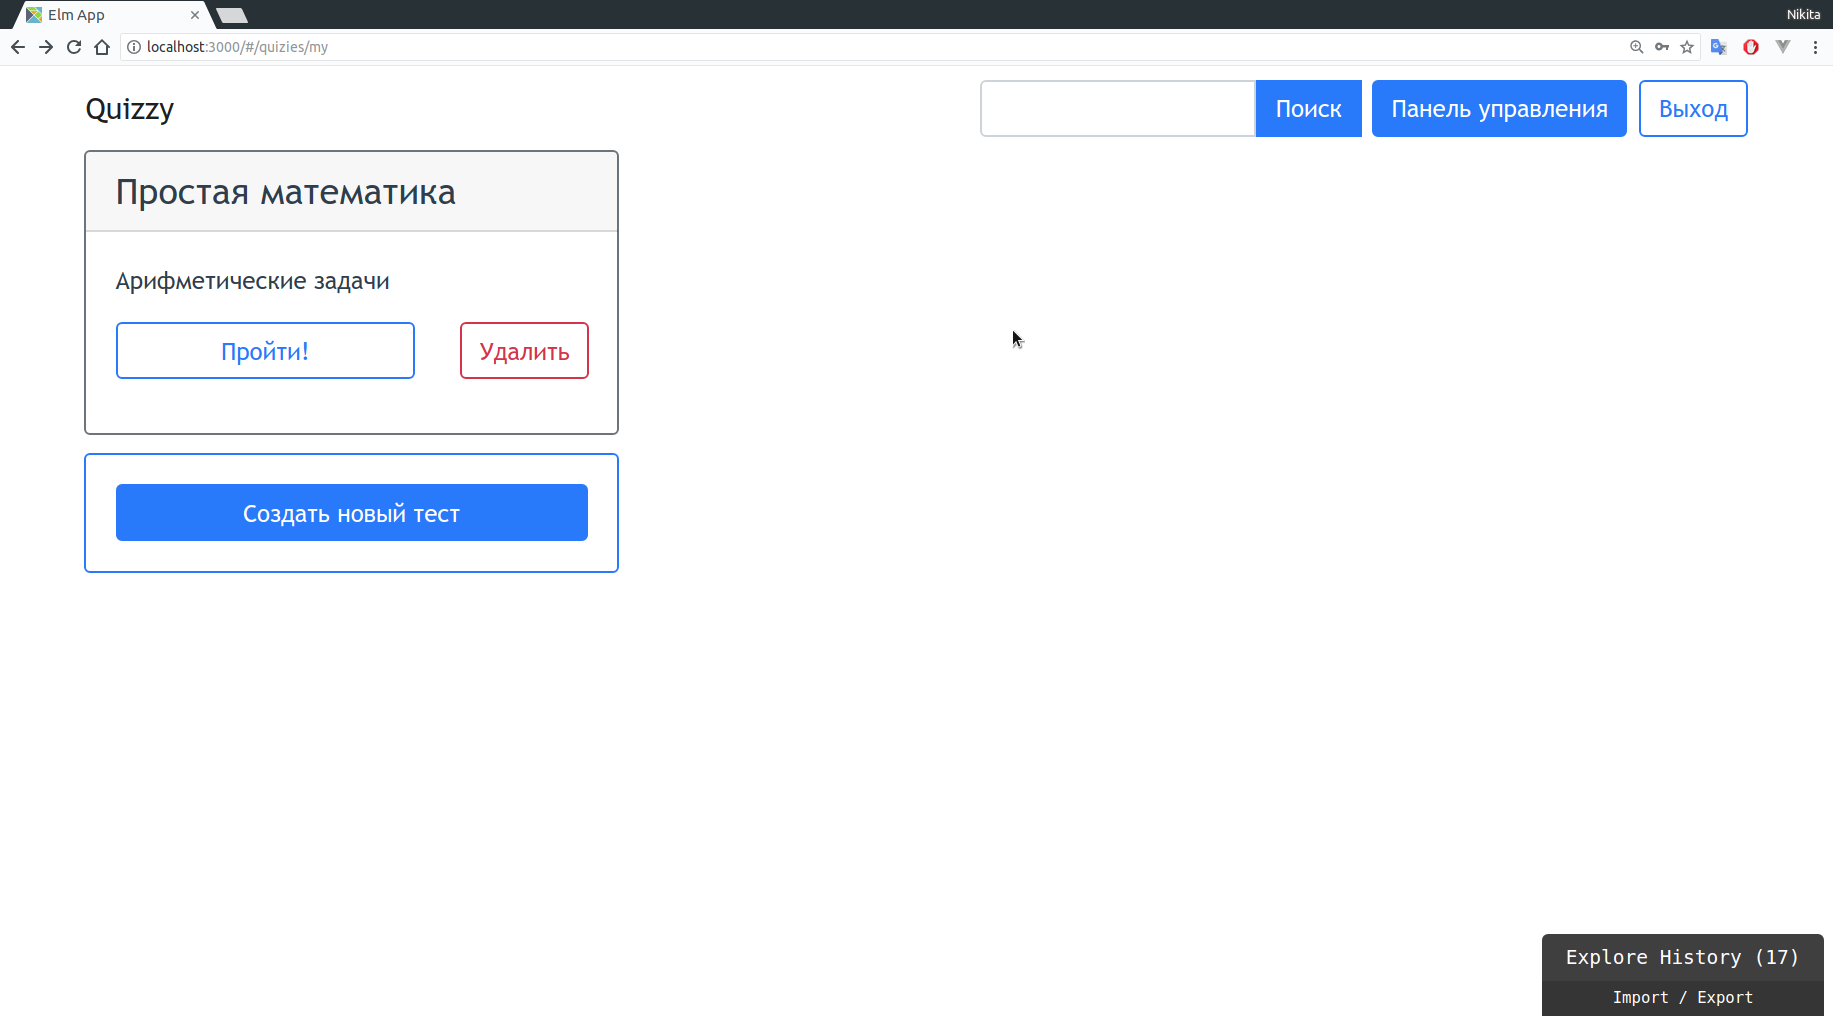 Elm App
Nikita
localhost:3000/#/quizies/my
Quizzy
Поиск
Панель управления
Выход
Простая математика
Арифметические задачи
Пройти!
Удалить
Создать новый тест
Explore History (17)
Import / Export